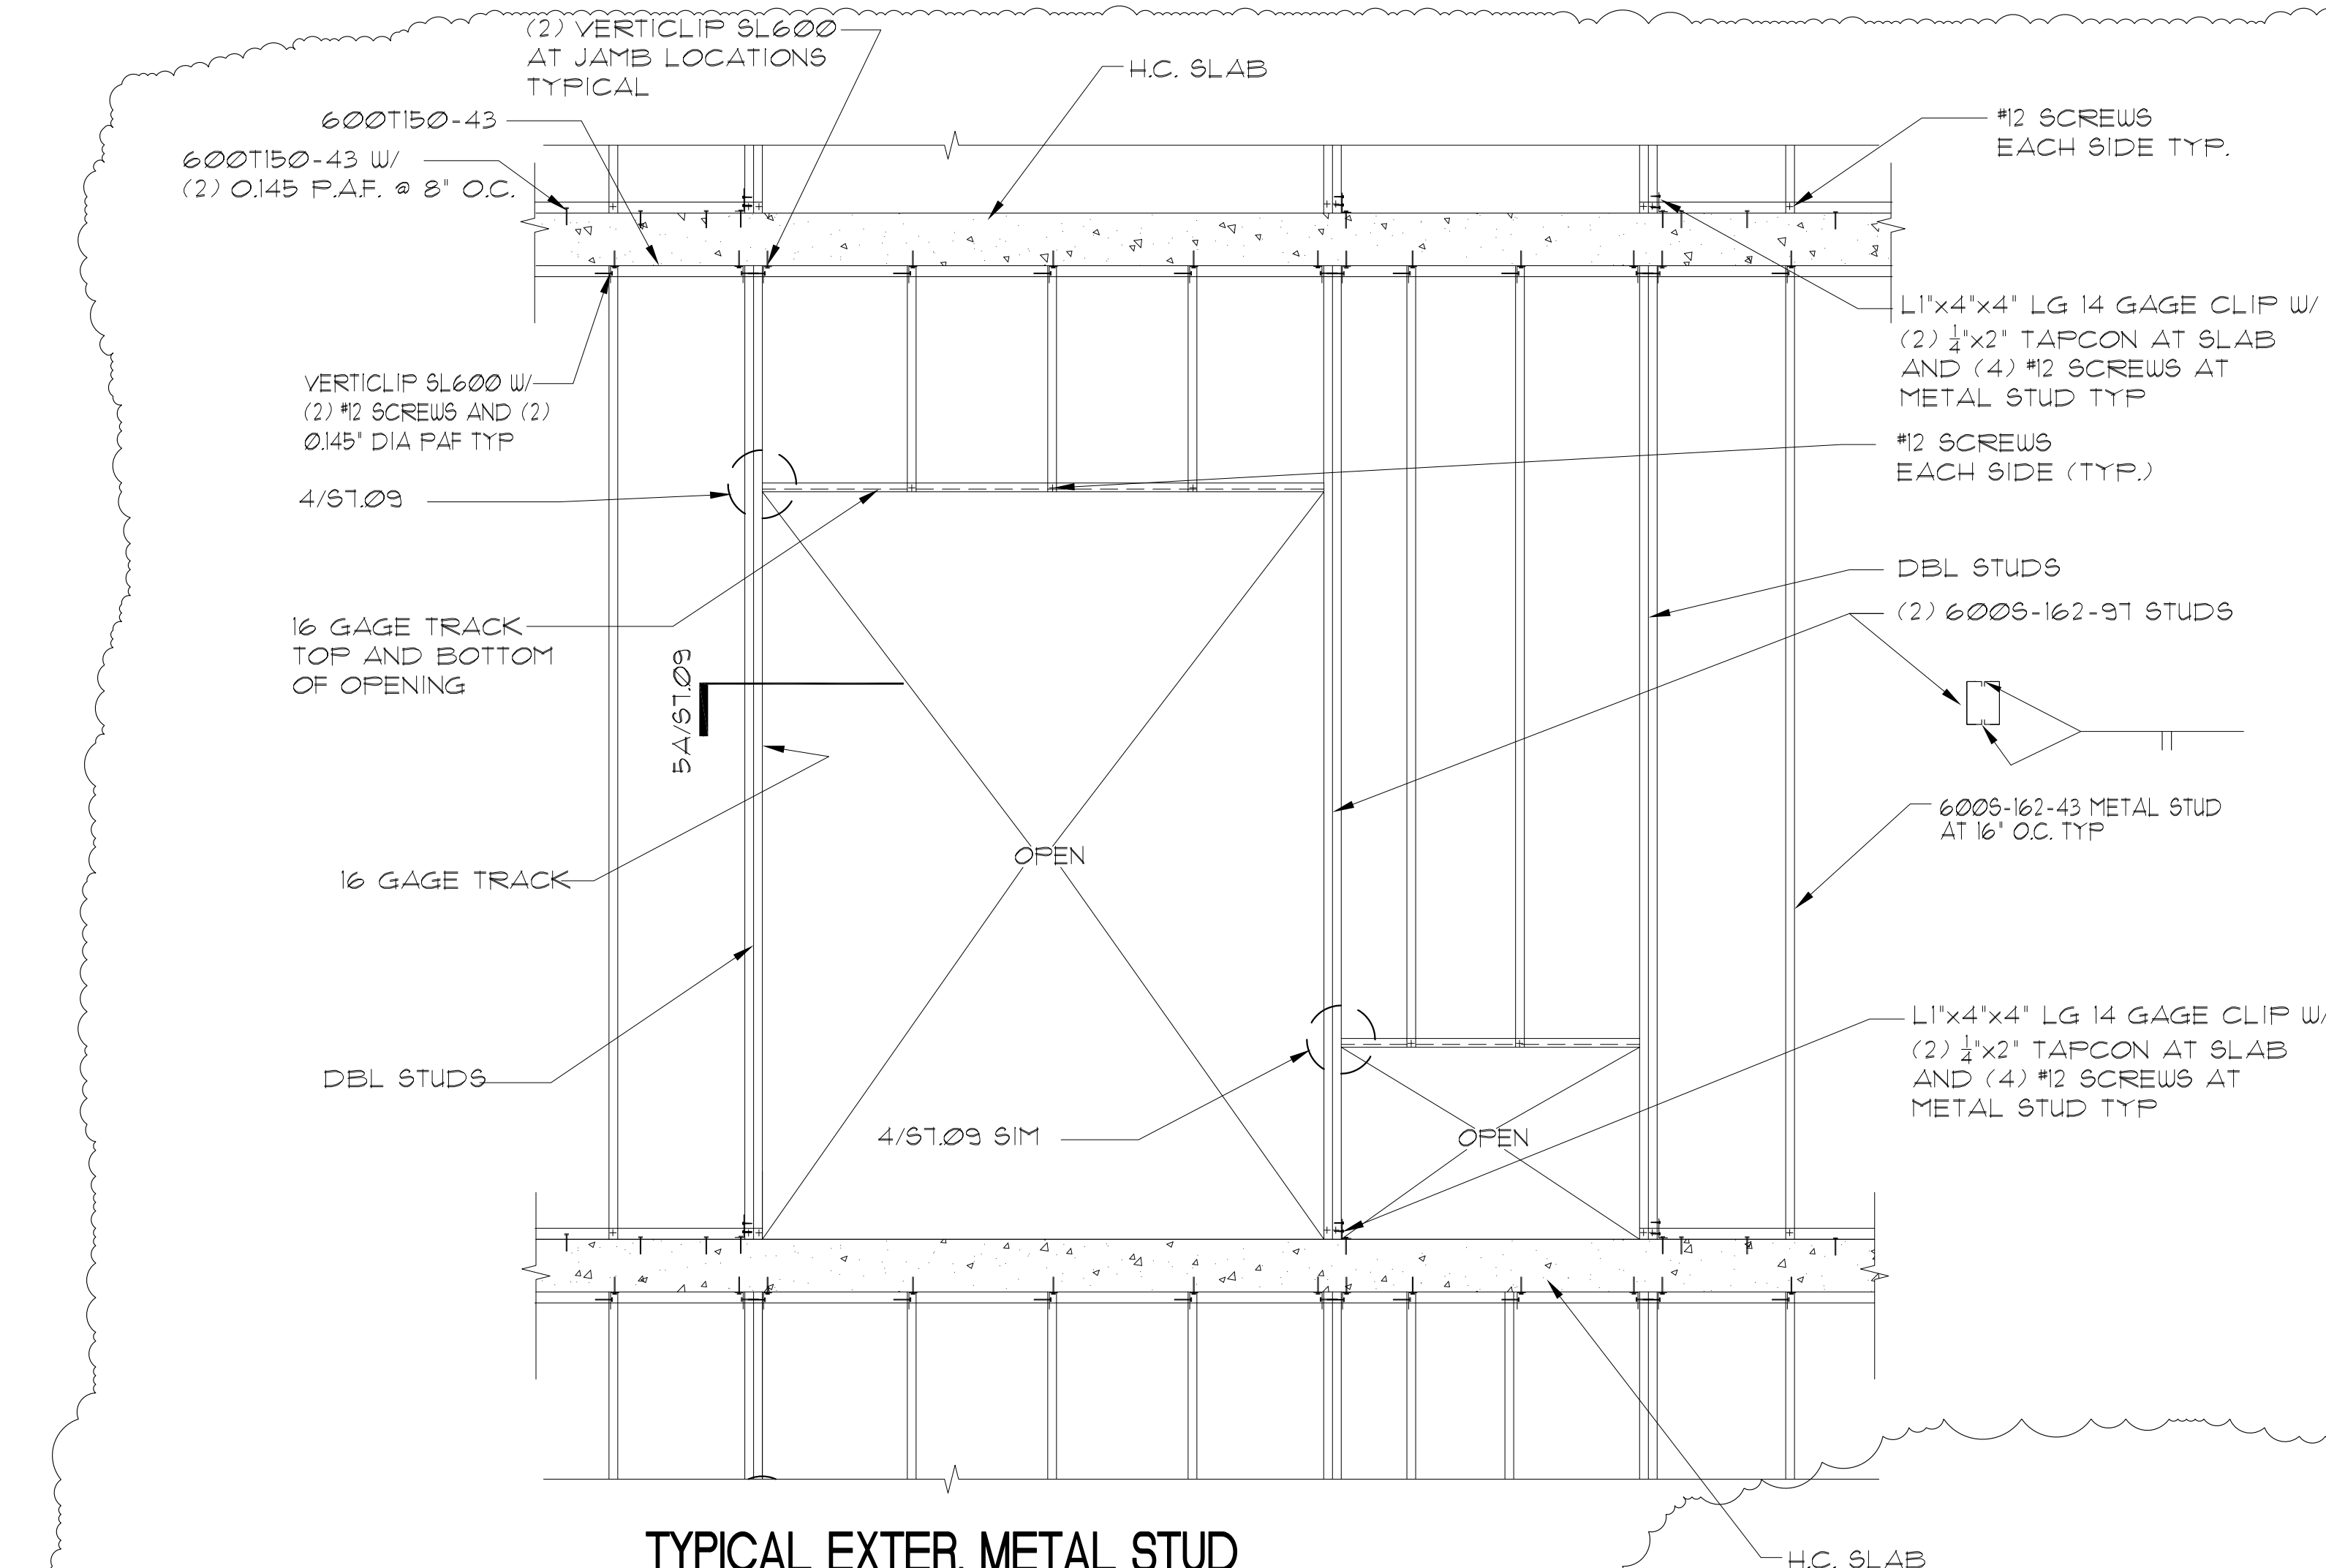 (2) VERTICLIP SL600
AT JAMB LOCATIONS
TYPICAL
H.C. SLAB
600T150-43
600T150-43 W/
(2) 0.145 P.A.F. @ 8" O.C.
#12 SCREWS
EACH SIDE TYP.
L1"x4"x4" LG 14 GAGE CLIP W/
(2) 1/4"x2" TAPCON AT SLAB
AND (4) #12 SCREWS AT
METAL STUD TYP
VERTICLIP SL600 W/
(2) #12 SCREWS AND (2)
0.145" DIA PAF TYP
#12 SCREWS
EACH SIDE (TYP.)
4/S7.09
DBL STUDS
(2) 600S-162-97 STUDS
16 GAGE TRACK
TOP AND BOTTOM
OF OPENING
5A/S7.09
600S-162-43 METAL STUD
AT 16" O.C. TYP
OPEN
16 GAGE TRACK
L1"x4"x4" LG 14 GAGE CLIP W/
(2) 1/4"x2" TAPCON AT SLAB
AND (4) #12 SCREWS AT
METAL STUD TYP
DBL STUDS
4/S7.09 SIM
OPEN
TYPICAL EXTER. METAL STUD
H.C. SLAB